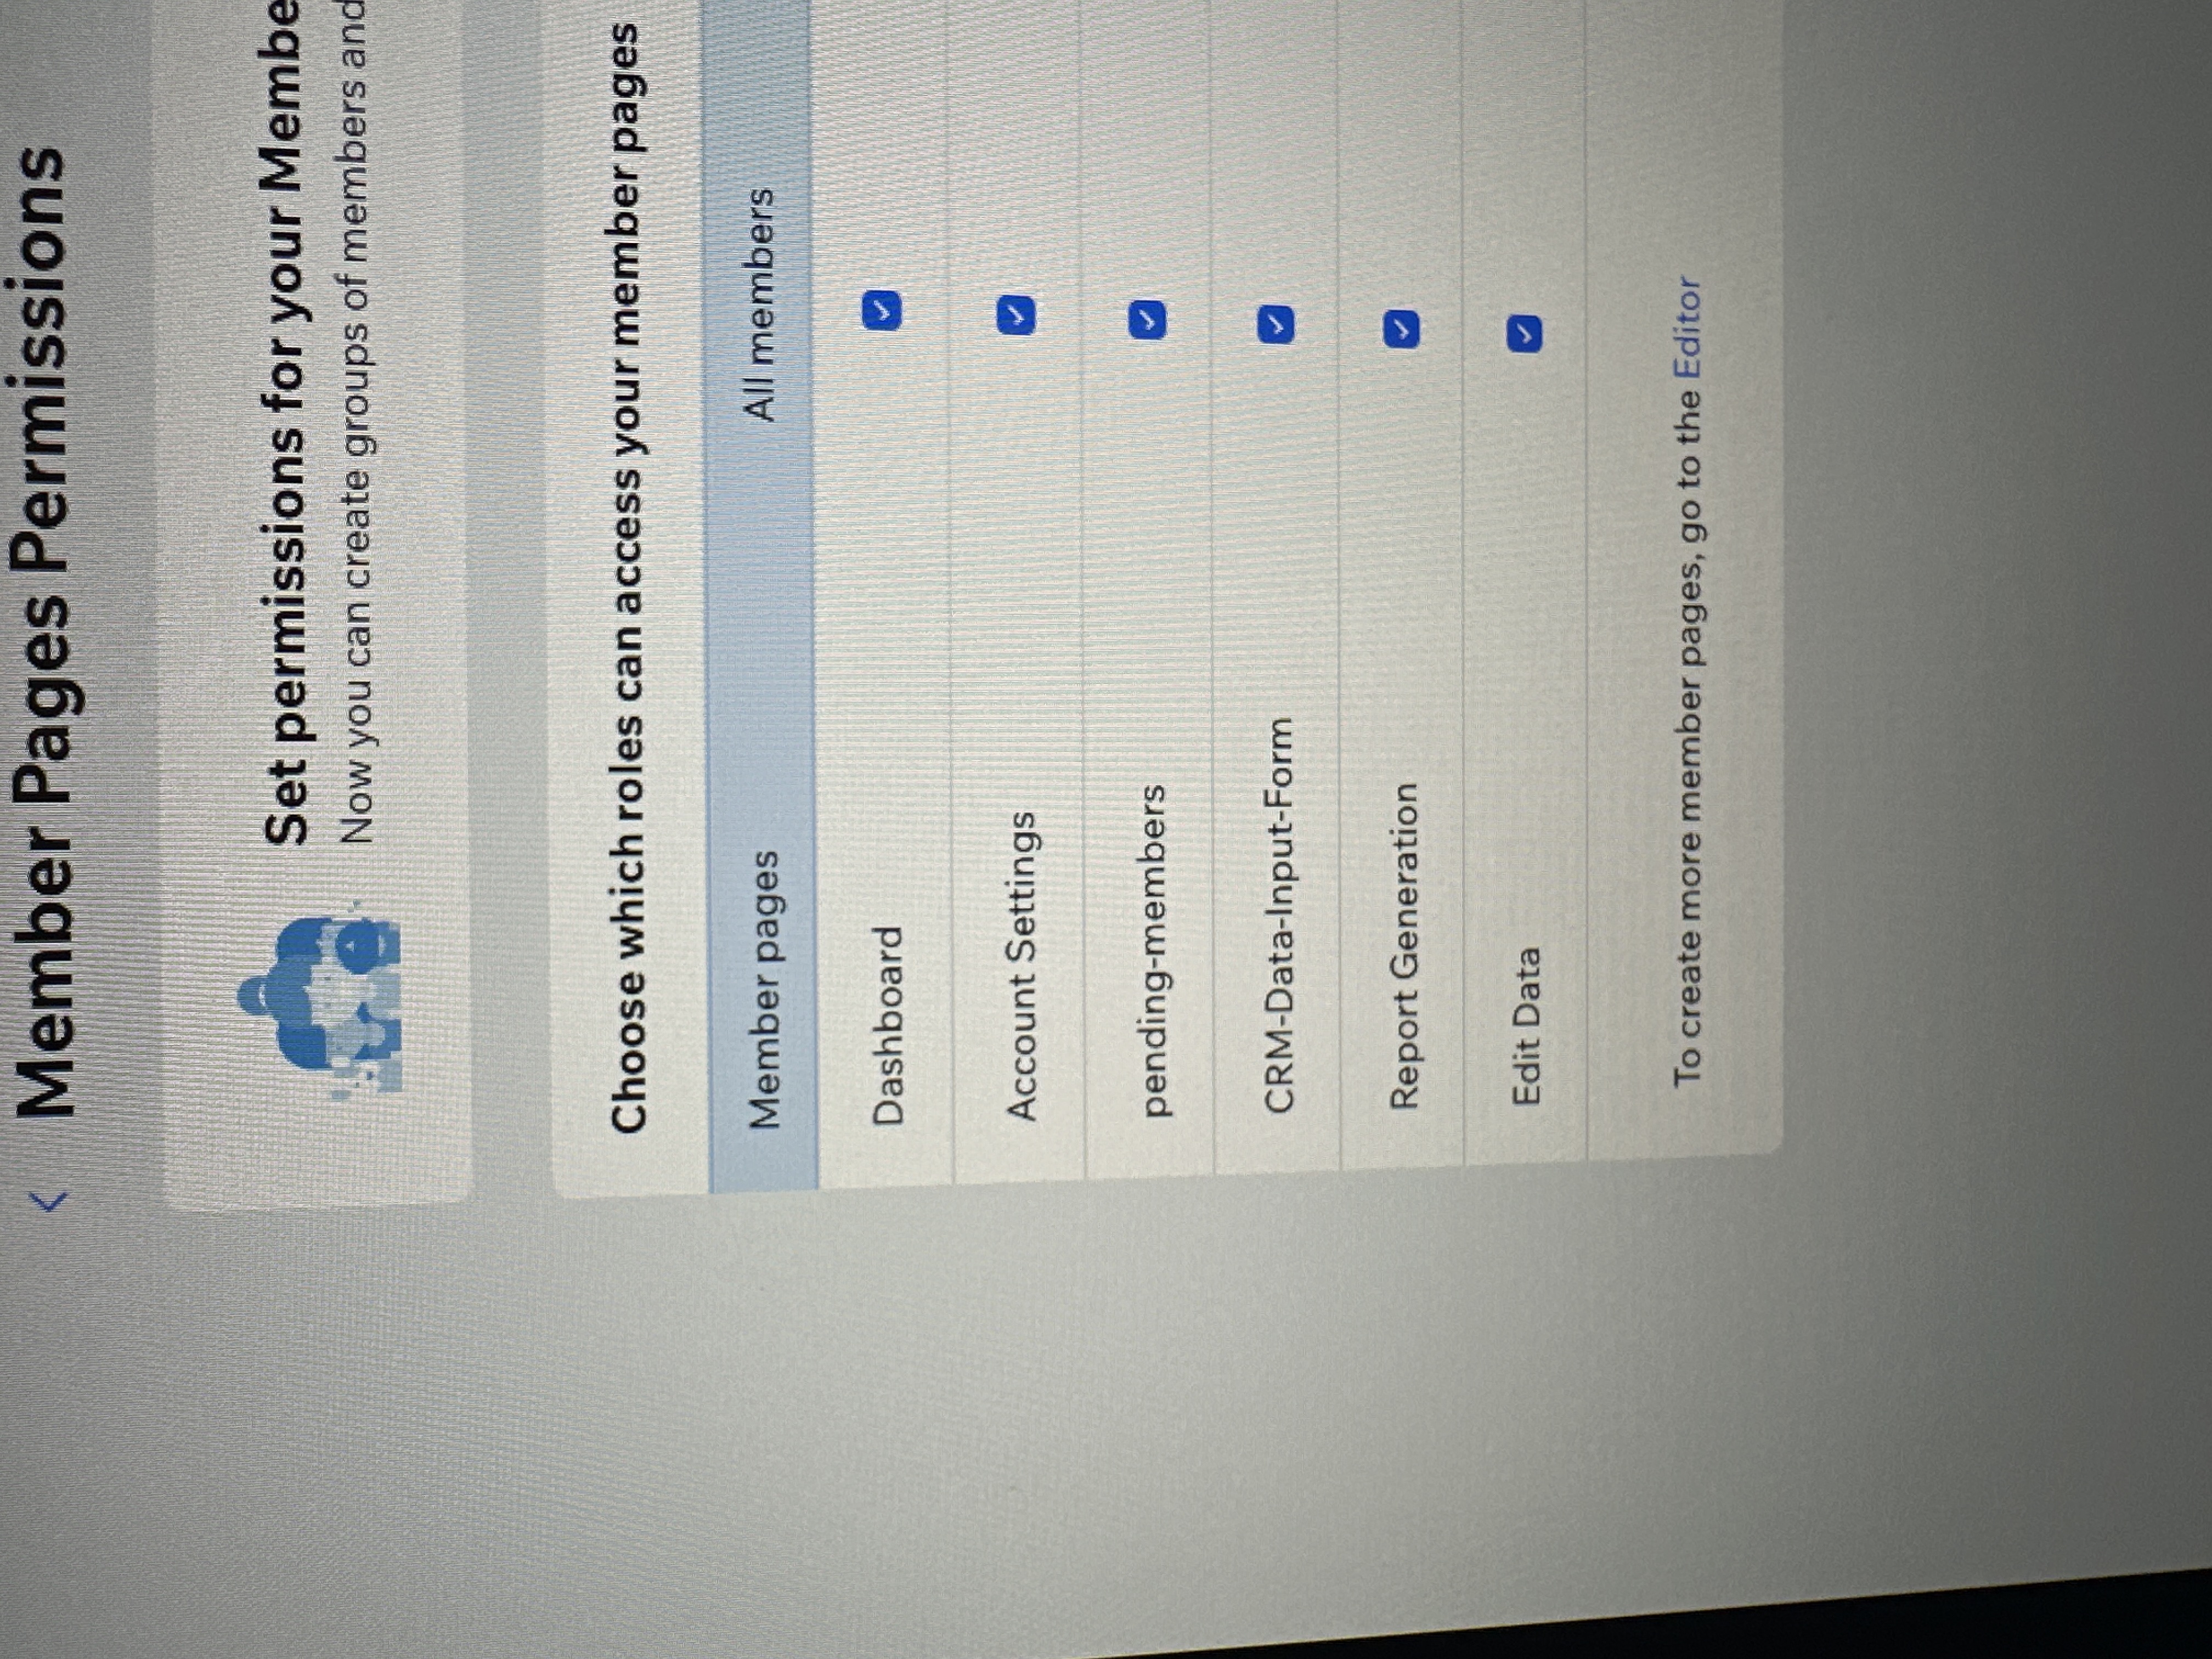 Member Pages Permissions
Set permissions for your Membe
Now you can create groups of members and
Choose which roles can access your member pages
Member pages All members
Dashboard
Account Settings
pending-members
CRM-Data-Input-Form
Report Generation
Edit Data
To create more member pages, go to the Editor